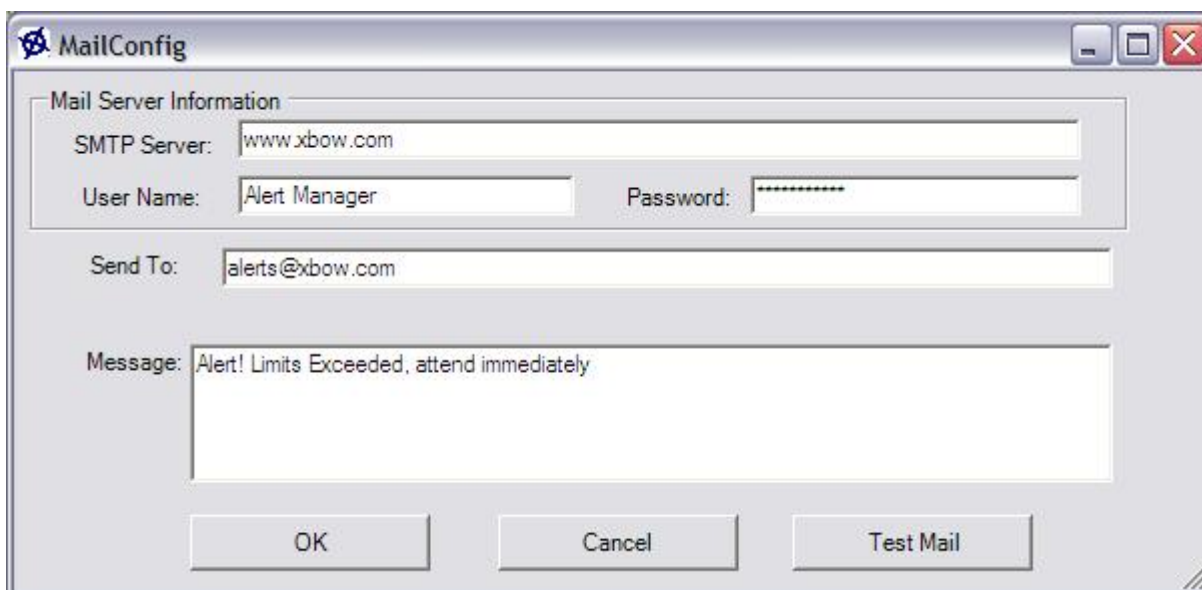 MailConfig
Mail Server Information
SMTP Server: www.xbow.com
User Name: Alert Manager Password: ***********
Send To: alerts@xbow.com
Message: Alert! Limits Exceeded, attend immediately
OK Cancel Test Mail